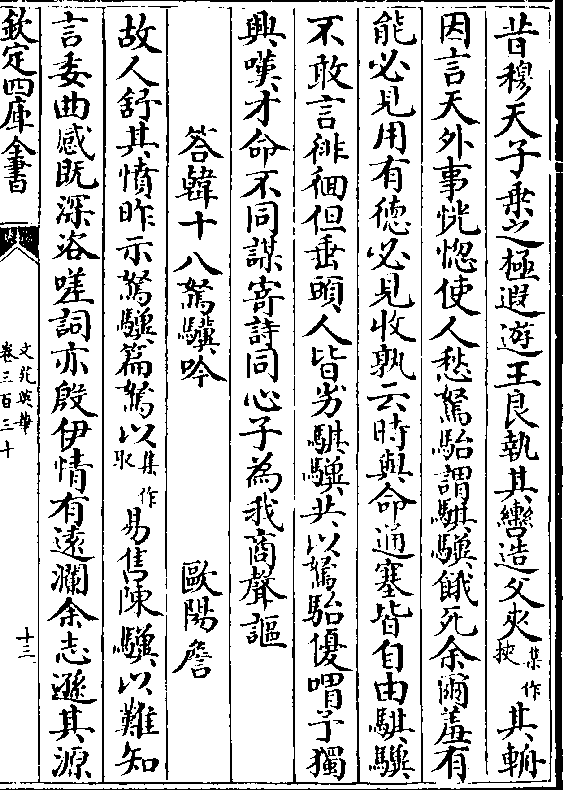 昔穆天子乗之極遐遊王良執其轡造父夾集作挾其輈
因言天外事恍惚使人愁駑駘謂騏驥餓死余爾羞有
能必見用有徳必見收孰云時與命通塞皆自由騏驥
不敢言徘徊但垂頭人皆劣騏驥共以駑駘優喟予獨
興嘆才命不同謀寄詩同心子為我商聲謳
答韓十八駑驥吟 歐陽詹
故人舒其憤昨示駑驥篇駑以集作取易售陳驥以難知
言委曲感既深咨嗟詞亦殷伊情有遠瀾余志遜其源
欽定四庫全書
文苑英華
卷三百三十
十三